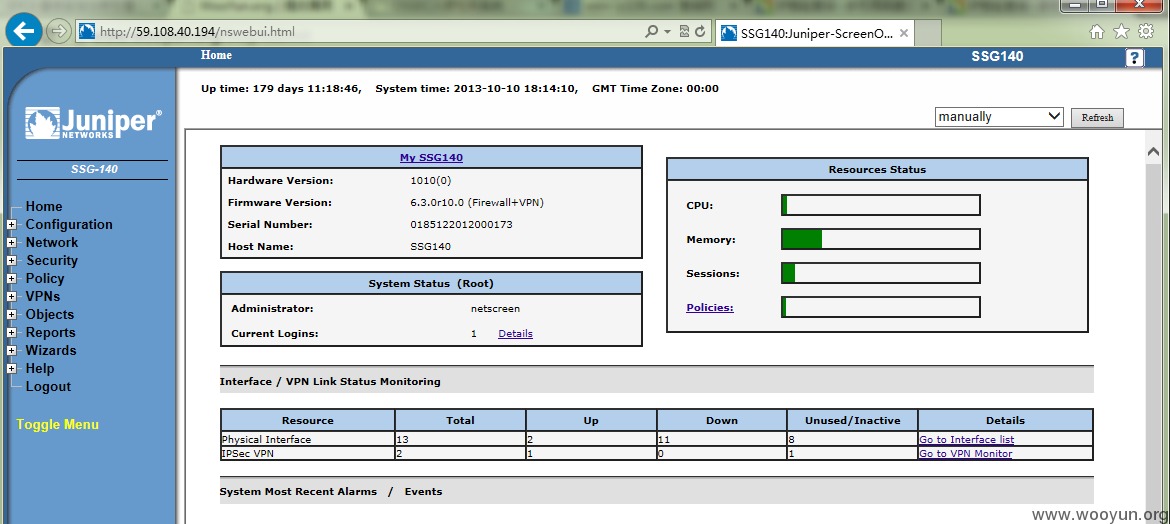 http://59.108.40.194/nswebui.html
SSG140:Juniper-ScreenO...
Home
SSG140
?
Up time: 179 days 11:18:46, System time: 2013-10-10 18:14:10, GMT Time Zone: 00:00
manually
Refresh
Juniper®
NETWORKS
SSG-140
Home
Configuration
Network
Security
Policy
VPNs
Objects
Reports
Wizards
Help
Logout
Toggle Menu
My SSG140
Hardware Version: 1010(0)
Firmware Version: 6.3.0r10.0 (Firewall+VPN)
Serial Number: 0185122012000173
Host Name: SSG140
System Status (Root)
Administrator: netscreen
Current Logins: 1 Details
Resources Status
CPU:
Memory:
Sessions:
Policies:
Interface / VPN Link Status Monitoring
Resource Total Up Down Unused/Inactive Details
Physical Interface 13 2 11 8 Go to Interface list
IPSec VPN 2 1 0 1 Go to VPN Monitor
System Most Recent Alarms / Events
www.wooyun.org